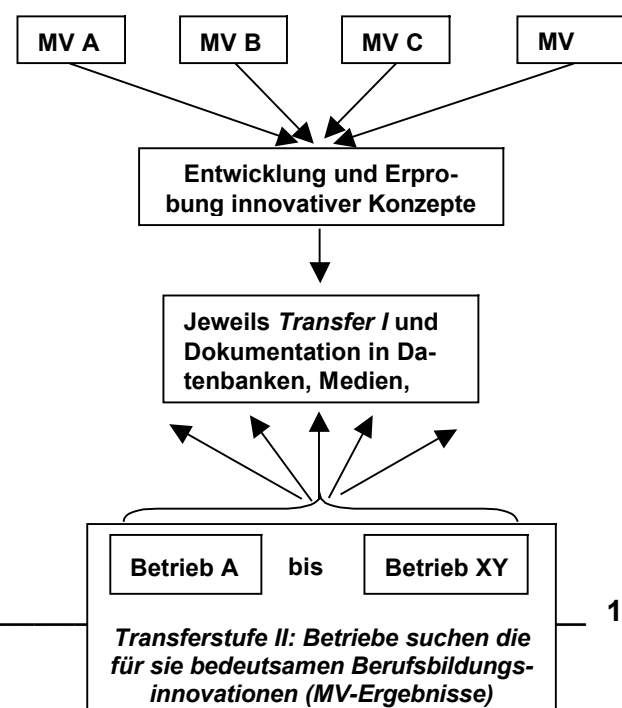 MV A MV B MV C MV
Entwicklung und Erpro-
bung innovativer Konzepte
Jeweils Transfer I und
Dokumentation in Da-
tenbanken, Medien,
Betrieb A bis Betrieb XY
1
Transferstufe II: Betriebe suchen die
für sie bedeutsamen Berufsbildungs-
innovationen (MV-Ergebnisse)